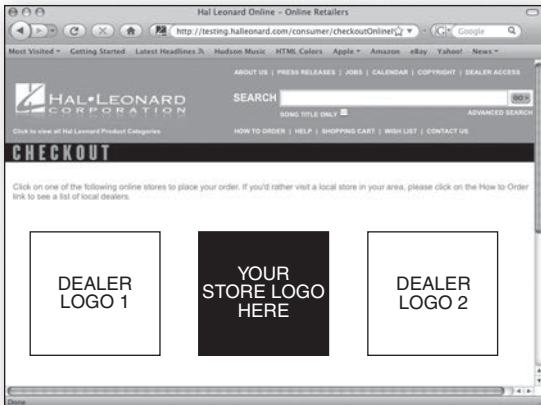 Hal Leonard Online – Online Retailers
http://testing.halleonard.com/consumer/checkoutOnlineF
Google
Most Visited Getting Started Latest Headlines Hudson Music HTML Colors Apple Amazon eBay Yahoo! News
ABOUT US | PRESS RELEASES | JOBS | CALENDAR | COPYRIGHT | DEALER ACCESS
HAL•LEONARD
CORPORATION
SEARCH
GO >
SONG TITLE ONLY
ADVANCED SEARCH
Click to view all Hal Leonard Product Categories
HOW TO ORDER | HELP | SHOPPING CART | WISH LIST | CONTACT US
CHECKOUT
Click on one of the following online stores to place your order. If you'd rather visit a local store in your area, please click on the How to Order
link to see a list of local dealers.
DEALER
LOGO 1
YOUR
STORE LOGO
HERE
DEALER
LOGO 2
Done